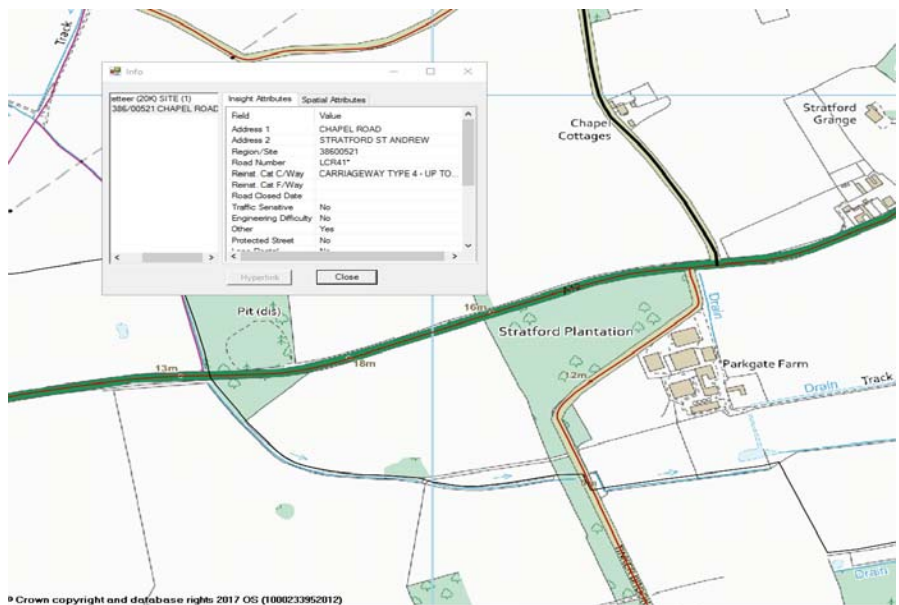 Track
Info
etteer (20K) SITE (1)
386/00521 CHAPEL ROAD
Insight Attributes Spatial Attributes
Field Value
Address 1 CHAPEL ROAD
Address 2 STRATFORD ST ANDREW
Region/Site 38600521
Road Number LCR41*
Reinst. Cat C/Way CARRIAGEWAY TYPE 4 - UP TO...
Reinst. Cat F/Way
Road Closed Date
Traffic Sensitive No
Engineering Difficulty No
Other Yes
Protected Street No
Hyperlink Close
Chapel
Cottages
Stratford
Grange
Pit (dis)
16m
Stratford Plantation
Drain
13m
18m
12m
Parkgate Farm
Drain
Track
Drain
Crown copyright and database rights 2017 OS (1000233952012)